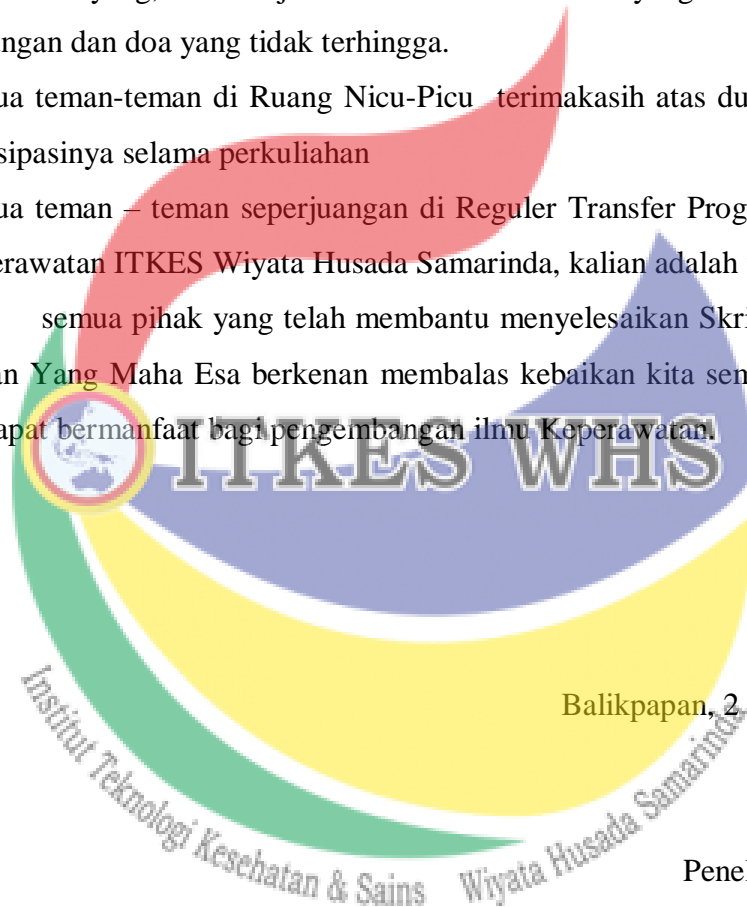 angan dan doa yang tidak terhingga.
ua teman-teman di Ruang Nicu-Picu terimakasih atas du
sipasinya selama perkuliahan
ua teman – teman seperjuangan di Reguler Transfer Prog
erawatan ITKES Wiyata Husada Samarinda, kalian adalah
semua pihak yang telah membantu menyelesaikan Skri
an Yang Maha Esa berkenan membalas kebaikan kita sem
apat bermanfaat bagi pengembangan ilmu Keperawatan.
ITKES WHS
Balikpapan, 2
Penel
Institut Teknologi Kesehatan & Sains Wiyata Husada Samarinda